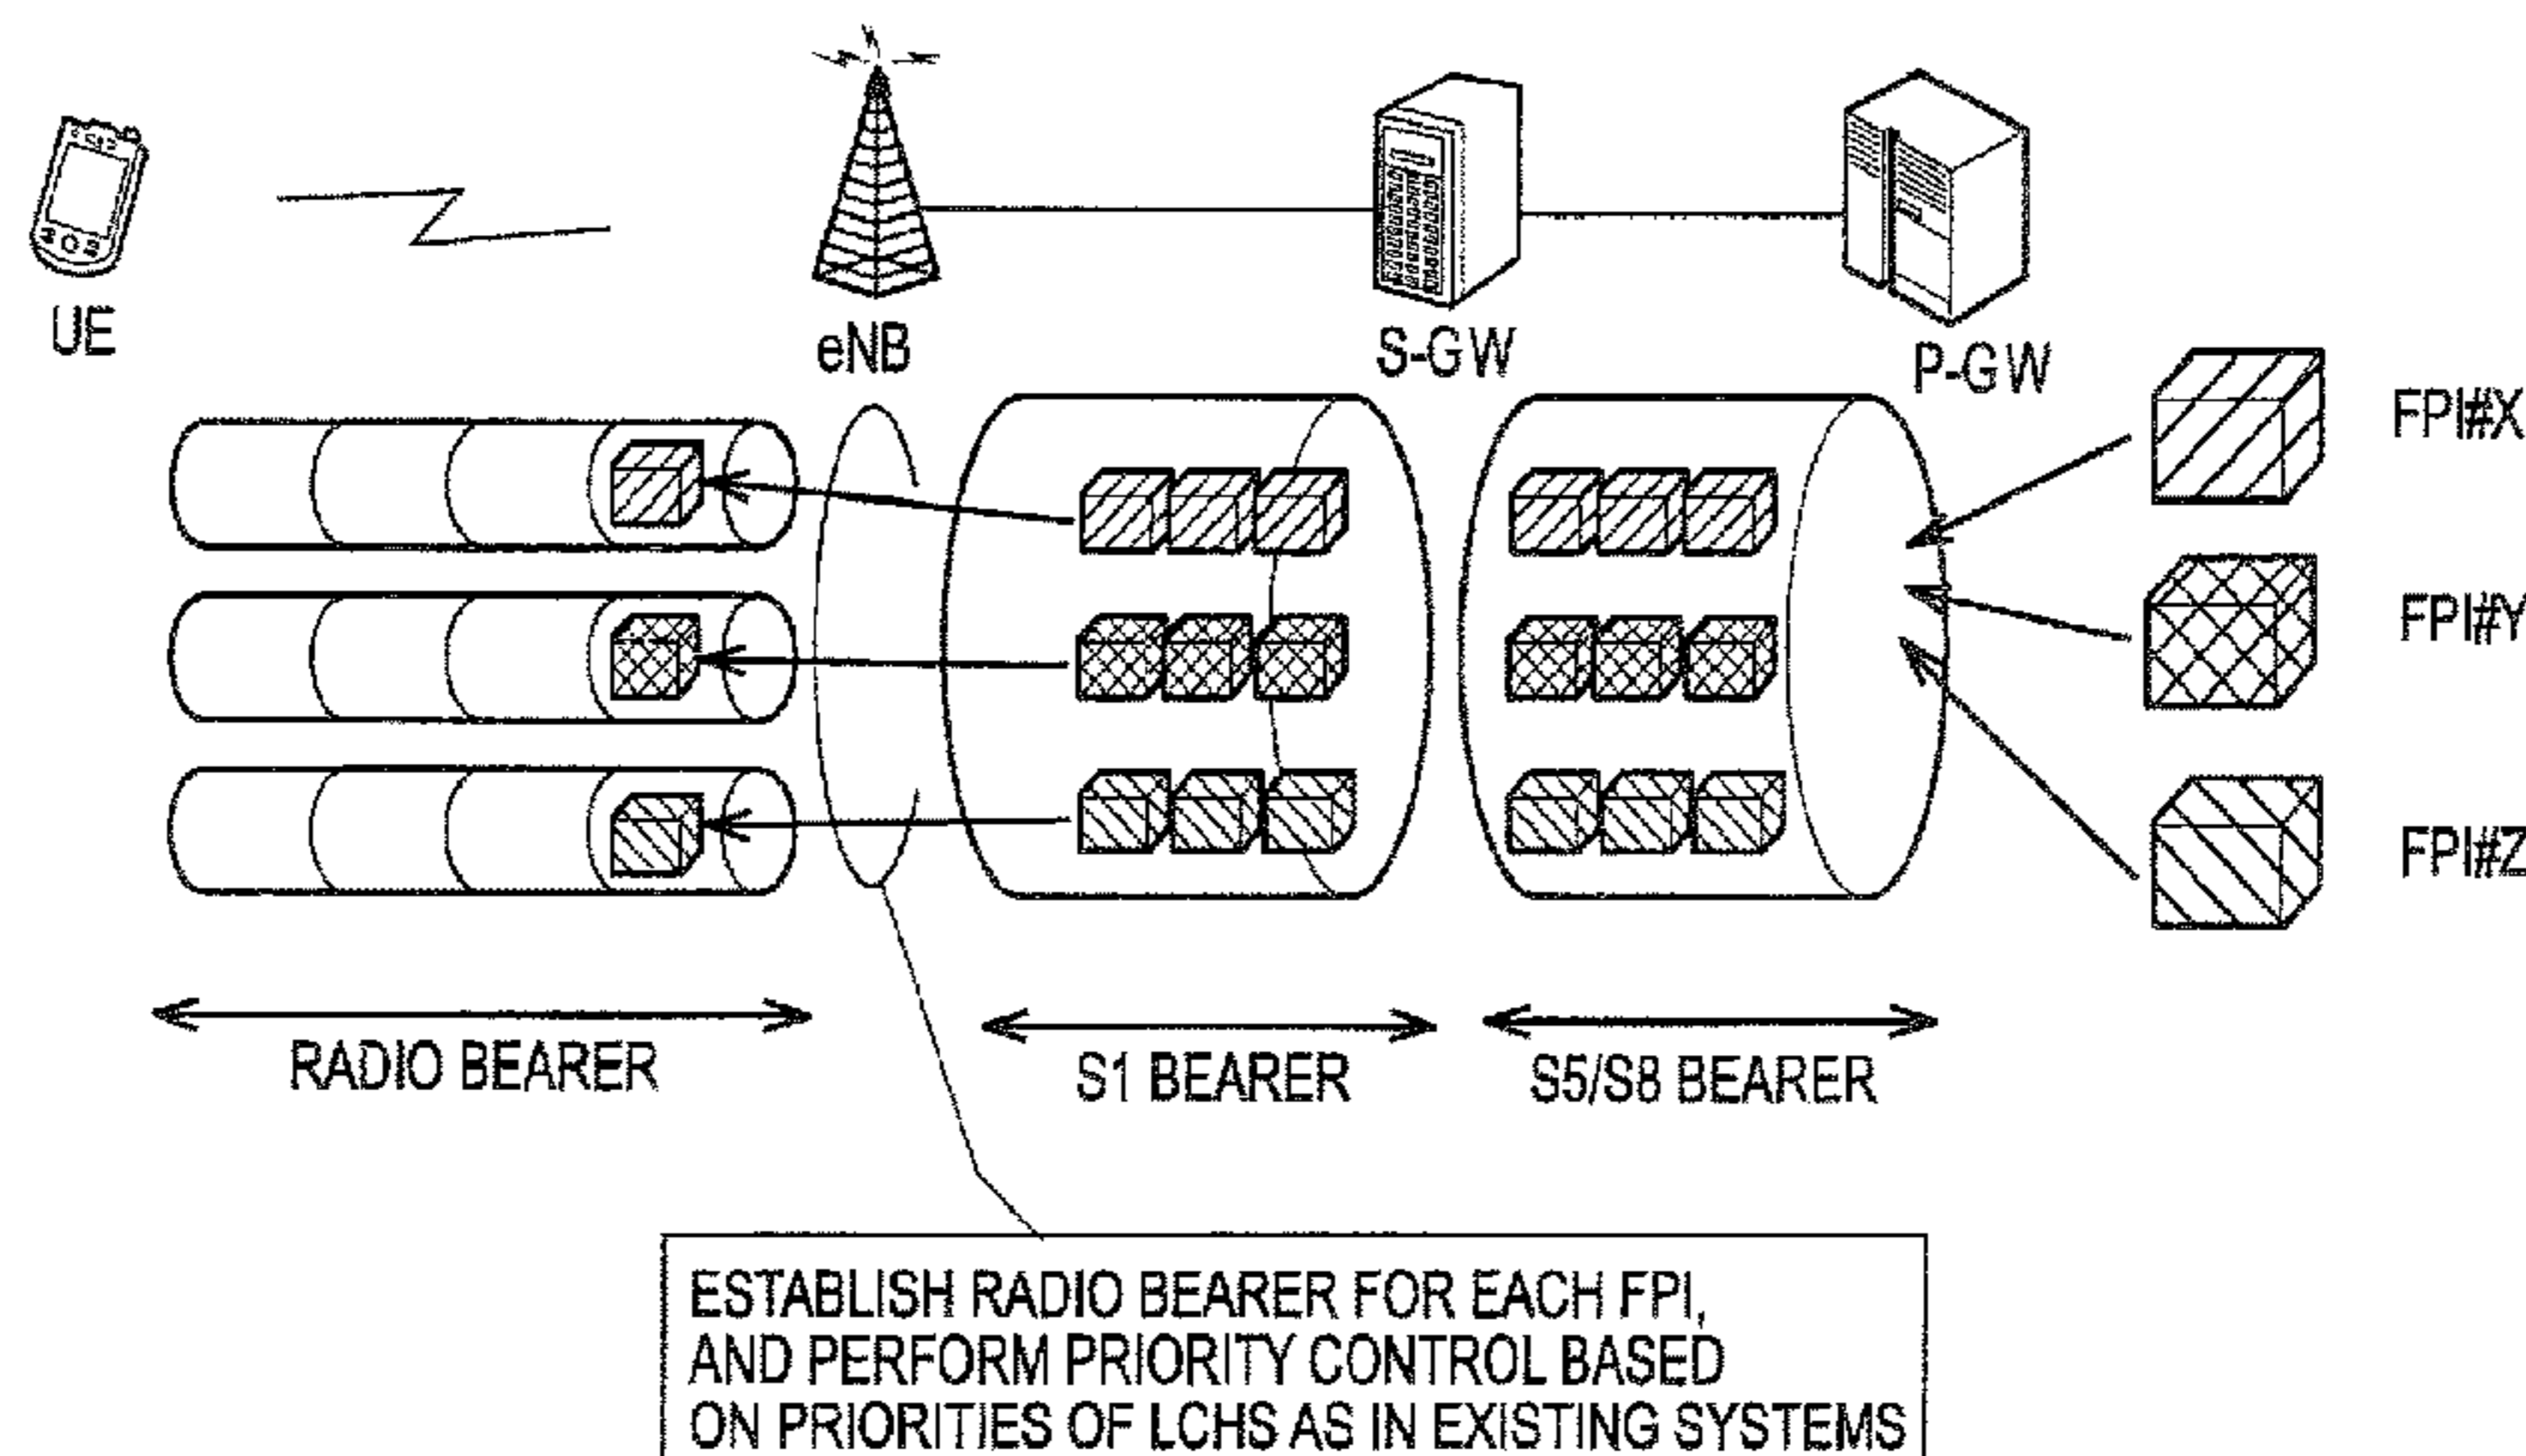 UE
eNB
S-GW
P-GW
FPI#X
FPI#Y
FPI#Z
RADIO BEARER
S1 BEARER
S5/S8 BEARER
ESTABLISH RADIO BEARER FOR EACH FPI,
AND PERFORM PRIORITY CONTROL BASED
ON PRIORITIES OF LCHS AS IN EXISTING SYSTEMS